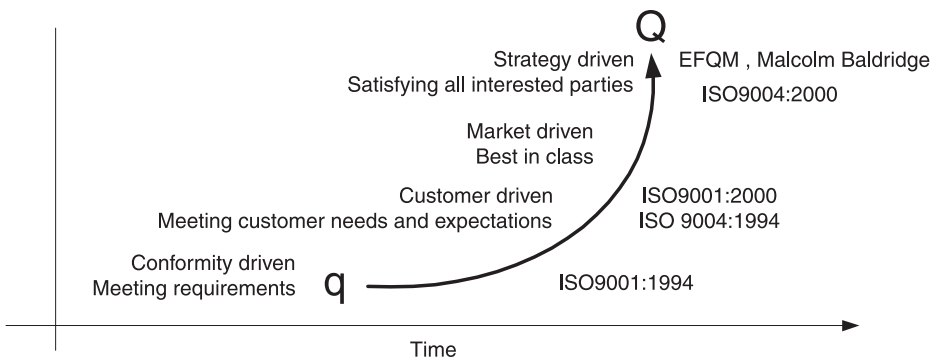 Q
Strategy driven
EFQM , Malcolm Baldridge
Satisfying all interested parties
ISO9004:2000
Market driven
Best in class
Customer driven
ISO9001:2000
Meeting customer needs and expectations
ISO 9004:1994
Conformity driven
Meeting requirements
q
ISO9001:1994
Time